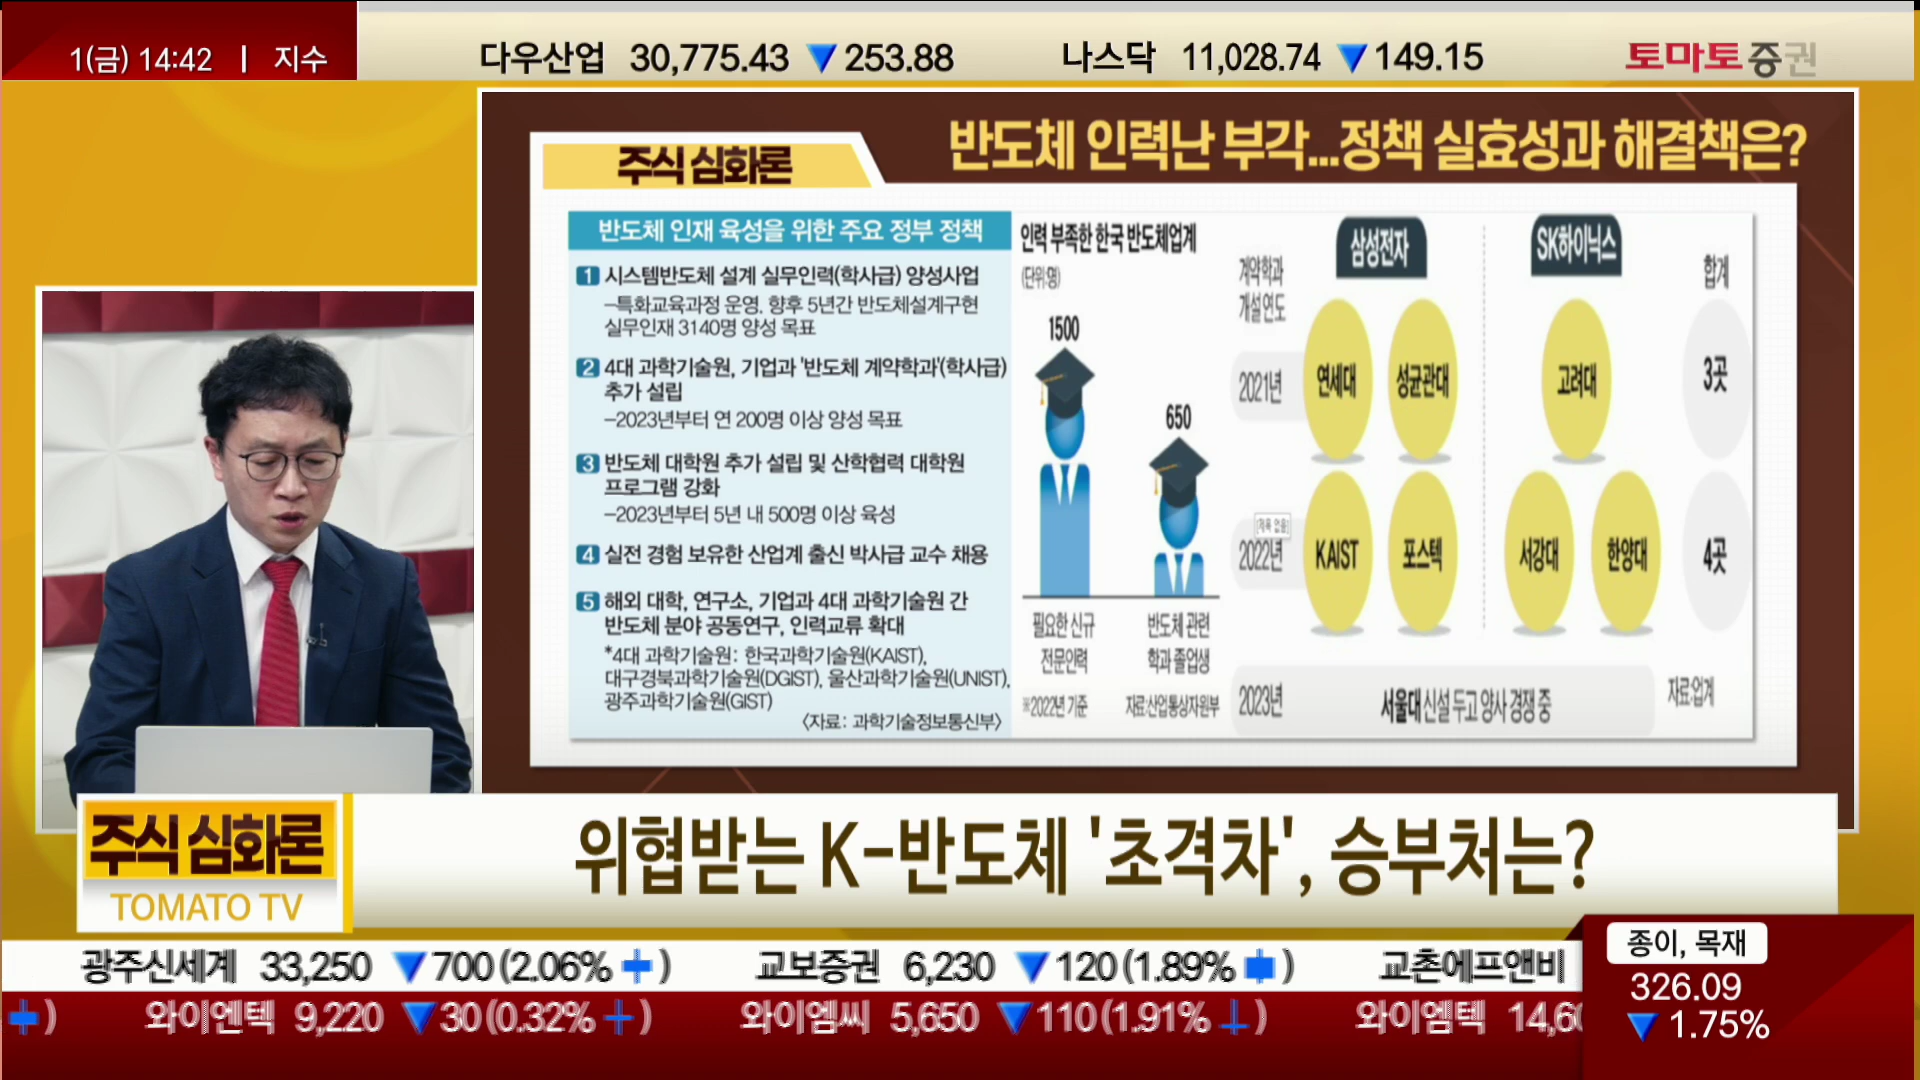 1(금) 14:42 | 지수
다우산업 30,775.43 ▼253.88
나스닥 11,028.74 ▼149.15
토마토증권
반도체 인력난 부각...정책 실효성과 해결책은?
주식 심화론
반도체 인재 육성을 위한 주요 정부 정책
1 시스템반도체 설계 실무인력(학사급) 양성사업
–특화교육과정 운영. 향후 5년간 반도체설계구현
실무인재 3140명 양성 목표
2 4대 과학기술원, 기업과 '반도체 계약학과'(학사급)
추가 설립
–2023년부터 연 200명 이상 양성 목표
3 반도체 대학원 추가 설립 및 산학협력 대학원
프로그램 강화
–2023년부터 5년 내 500명 이상 육성
4 실전 경험 보유한 산업계 출신 박사급 교수 채용
5 해외 대학, 연구소, 기업과 4대 과학기술원 간
반도체 분야 공동연구, 인력교류 확대
*4대 과학기술원: 한국과학기술원(KAIST),
대구경북과학기술원(DGIST), 울산과학기술원(UNIST),
광주과학기술원(GIST)
〈자료: 과학기술정보통신부〉
인력 부족한 한국 반도체업계
(단위:명)
1500
650
필요한 신규
전문인력
반도체 관련
학과 졸업생
※2022년 기준
자료:산업통상자원부
계약학과
개설 연도
삼성전자
SK하이닉스
합계
2021년
연세대
성균관대
고려대
3곳
[제목 없음]
2022년
KAIST
포스텍
서강대
한양대
4곳
2023년
서울대 신설 두고 양사 경쟁 중
자료:업계
주식 심화론
TOMATO TV
위협받는 K-반도체 '초격차', 승부처는?
광주신세계 33,250 ▼700(2.06% )
교보증권 6,230 ▼120(1.89% )
교촌에프앤비
)
와이엔텍 9,220 ▼30(0.32% )
와이엠씨 5,650 ▼110(1.91% )
와이엠텍 14,60
종이, 목재
326.09
▼ 1.75%